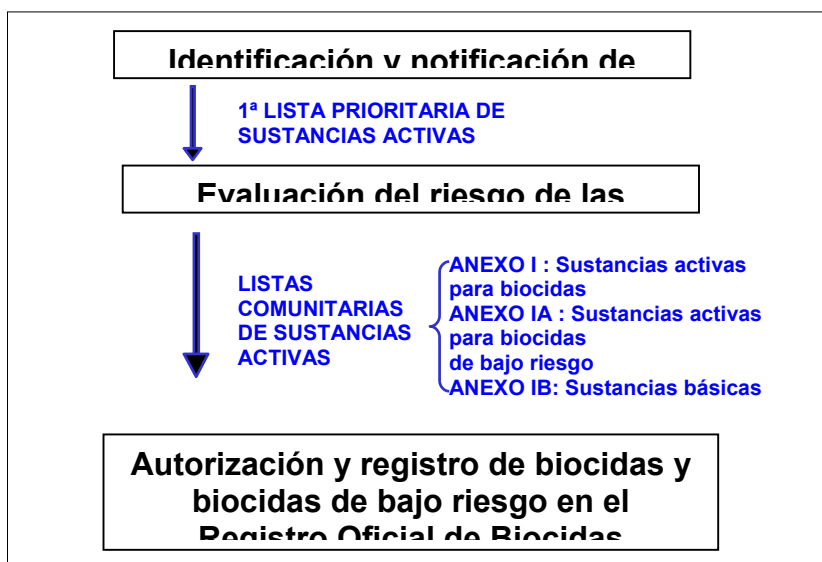 Identificación y notificación de
1ª LISTA PRIORITARIA DE
SUSTANCIAS ACTIVAS
Evaluación del riesgo de las
LISTAS
COMUNITARIAS
DE SUSTANCIAS
ACTIVAS
ANEXO I : Sustancias activas
para biocidas
ANEXO IA : Sustancias activas
para biocidas
de bajo riesgo
ANEXO IB: Sustancias básicas
Autorización y registro de biocidas y
biocidas de bajo riesgo en el
Registro Oficial de Biocidas